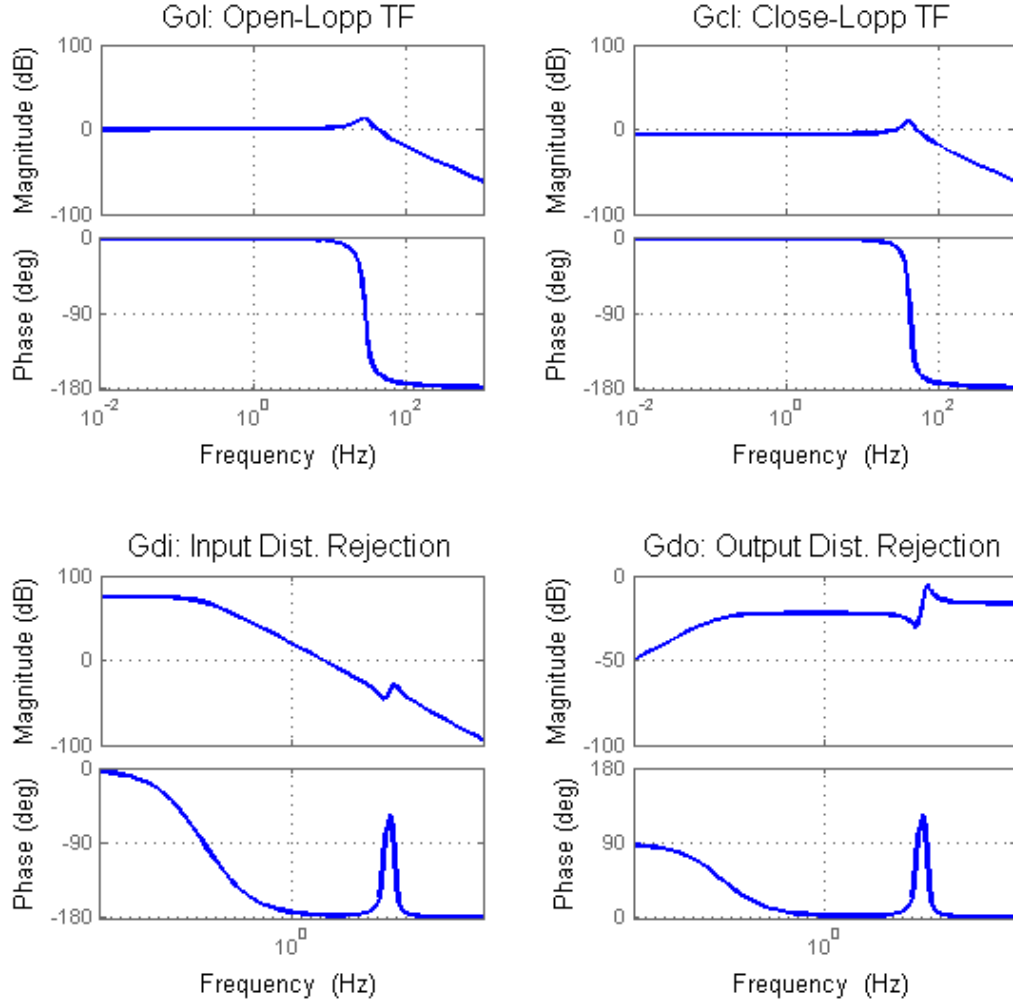 Gol: Open-Lopp TF
Magnitude (dB)
100
0
-100
Phase (deg)
0
-90
-180
10^-2
10^0
10^2
Frequency (Hz)
Gcl: Close-Lopp TF
Magnitude (dB)
100
0
-100
Phase (deg)
0
-90
-180
10^-2
10^0
10^2
Frequency (Hz)
Gdi: Input Dist. Rejection
Magnitude (dB)
100
0
-100
Phase (deg)
0
-90
-180
10^0
Frequency (Hz)
Gdo: Output Dist. Rejection
Magnitude (dB)
0
-50
-100
Phase (deg)
180
90
0
10^0
Frequency (Hz)